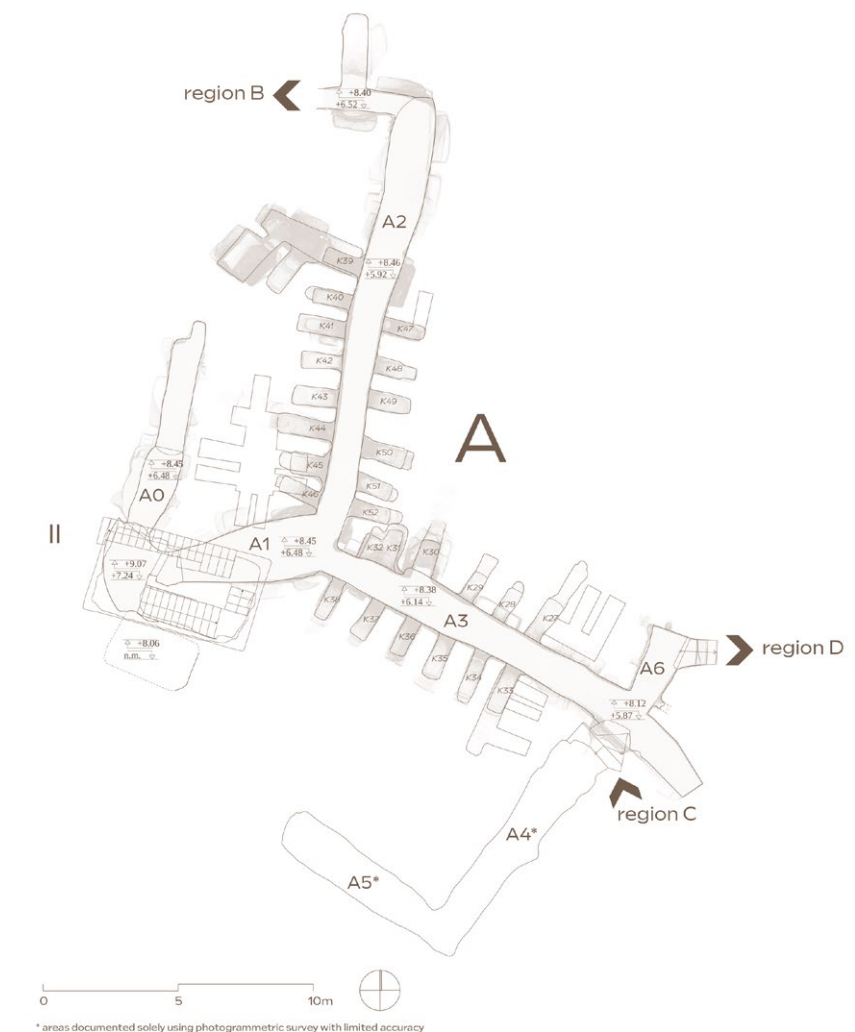 region B
+8.40
+6.52
A2
K39
+8.46
+5.92
K40
K41
K47
K42
K48
K43
K49
A
K44
K50
K45
+8.45
+6.48
K51
K46
A0
K52
II
A1
+8.45
+6.48
K32
K31
K30
+9.07
+7.24
+8.38
+6.14
K29
K38
K28
K37
A3
K27
K36
+8.06
n.m.
K35
region D
A6
K34
K33
+8.12
+5.87
region C
A4*
A5*
0
5
10m
* areas documented solely using photogrammetric survey with limited accuracy